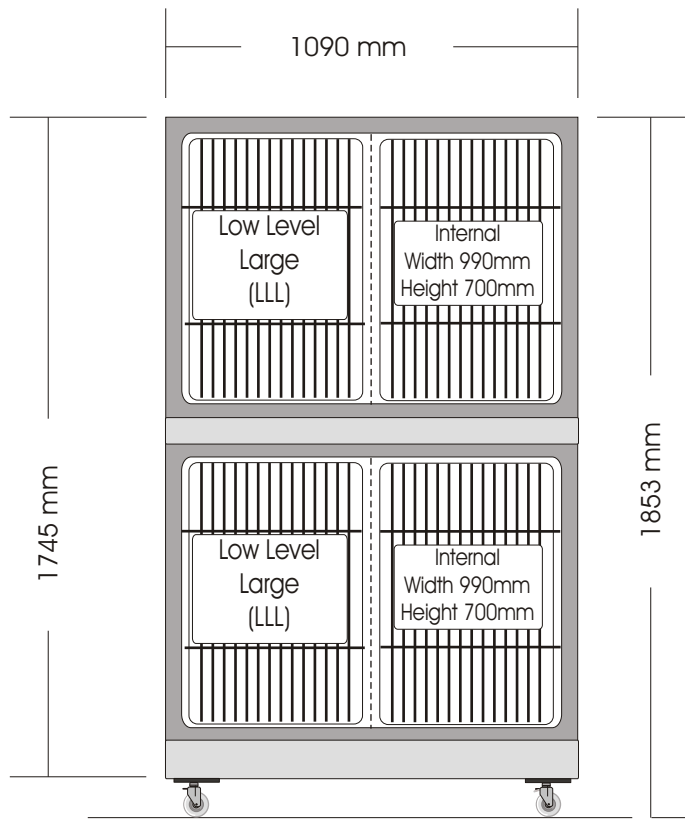 1090 mm
Low Level
Large
(LLL)
Internal
Width 990mm
Height 700mm
1745 mm
1853 mm
Low Level
Large
(LLL)
Internal
Width 990mm
Height 700mm